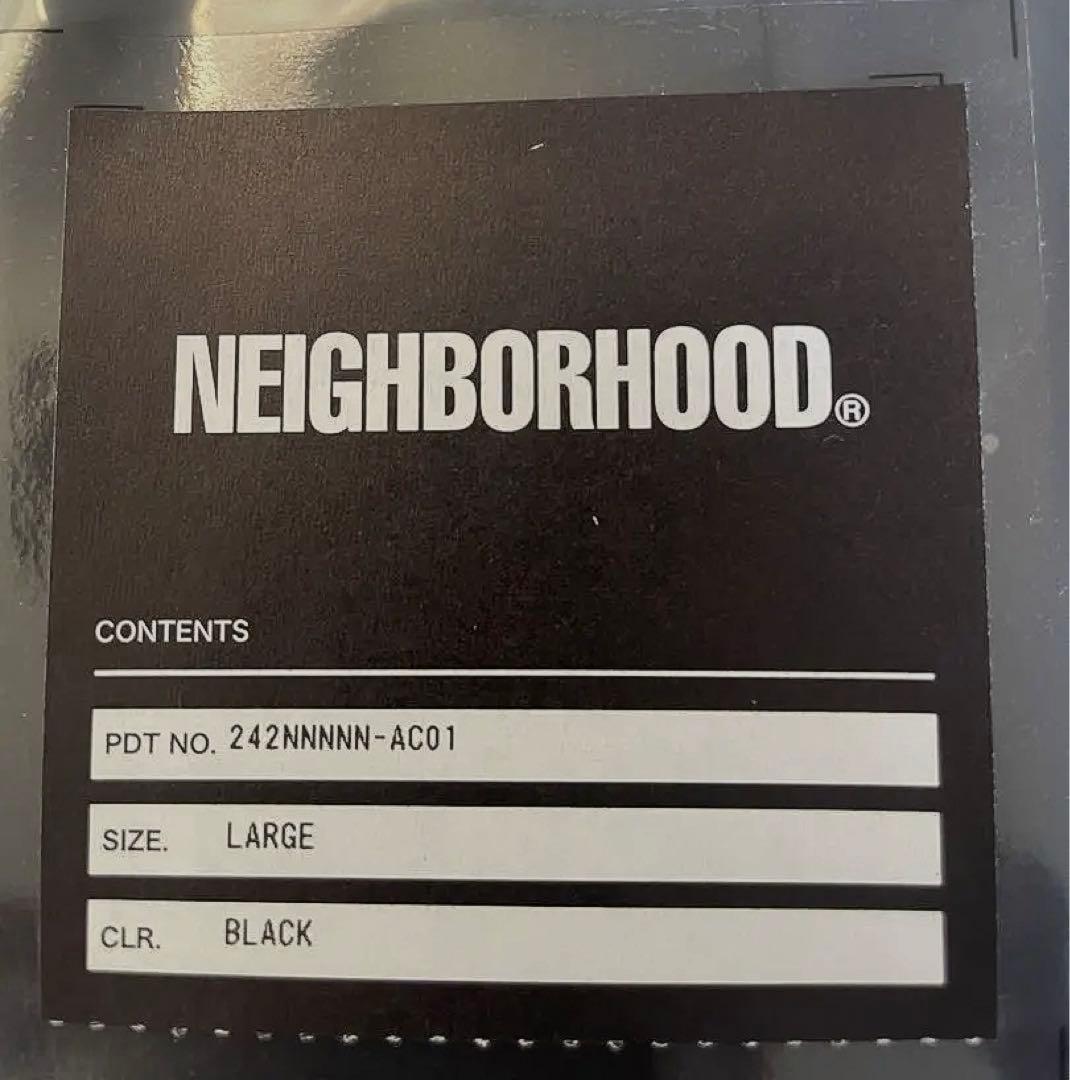 NEIGHBORHOOD®
CONTENTS
PDT NO. 242NNNNN-AC01
SIZE. LARGE
CLR. BLACK